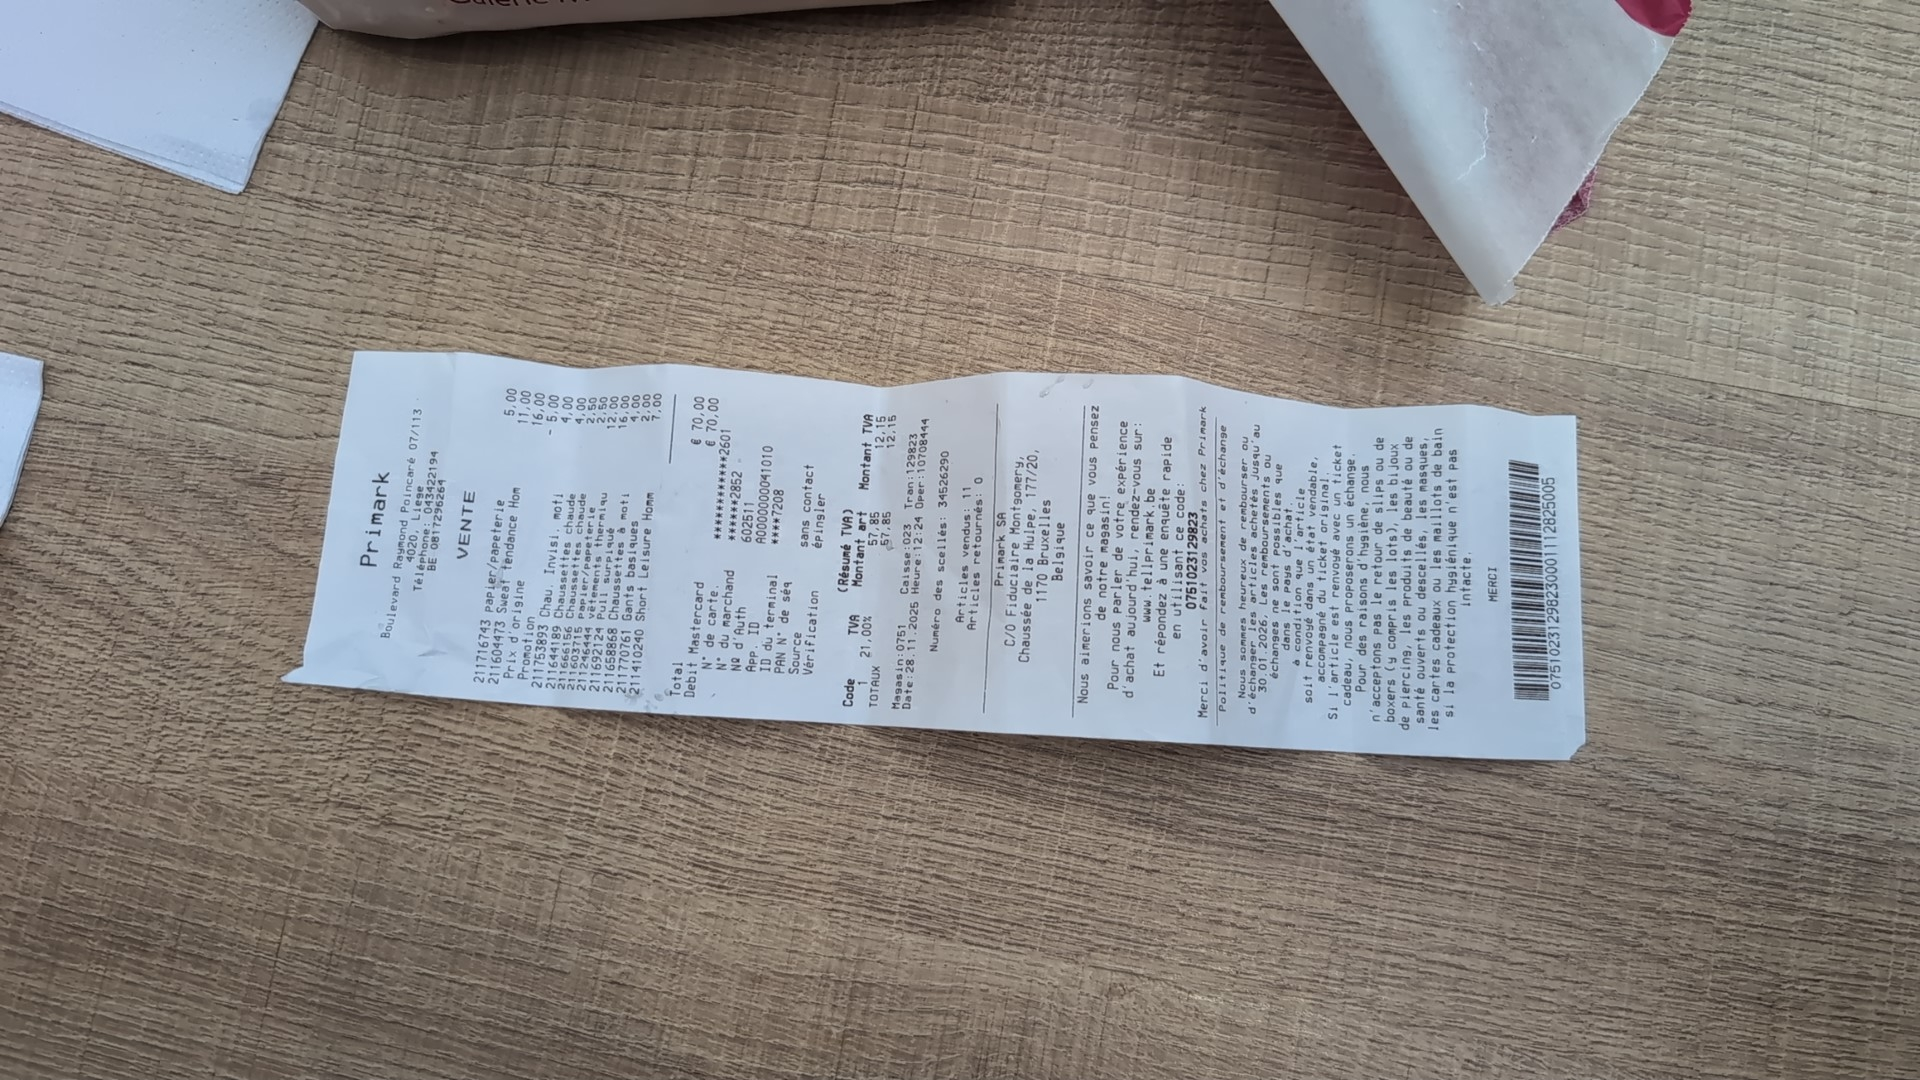 Primark
Boulevard Raymond Poincaré 07/13
4020, Liege
Téléphone: 043422194
BE-0817296264
VENTE
211716743 papier/papeterie 5,00
211604473 Sweat tendance Hom 11,00
Prix d'origine 16,00
Promotion - 5,00
211753893 Chau. Invisi. moti 4,00
211644189 Chaussettes chaude 4,00
211666156 Chaussettes chaude 2,50
211603715 papier/papeterie 2,50
211246444 vêtements thermiqu 12,00
211692124 Pull surpiqué 16,00
211658868 Chaussettes à moti 4,00
211770761 Gants basiques 2,00
211410240 Short Leisure Homm 7,00
Total € 70,00
Debit Mastercard € 70,00
N° de carte. ************2601
N° du marchand ******2852
Nº d'Auth 602511
App. ID A0000000041010
ID du terminal ****7208
PAN N° de séq
Source sans contact
Vérification épingler
(Résumé TVA)
Code TVA Montant art Montant TVA
1 21,00% 57,85 12,15
TOTAUX 57,85 12,15
Magasin:0751 Caisse:023 Tran:129823
Date:28.11.2025 Heure:12:24 Oper:10708444
Numéro des scellés: 34526290
Articles vendus: 11
Articles retournés: 0
Primark SA
C/O Fiduciaire Montgomery,
Chaussée de la Hulpe, 177/20,
1170 Bruxelles
Belgique
Nous aimerions savoir ce que vous pensez
de notre magasin!
Pour nous parler de votre expérience
d'achat aujourd'hui, rendez-vous sur:
www.tellprimark.be
Et répondez à une enquête rapide
en utilisant ce code:
0751023129823
Merci d'avoir fait vos achats chez Primark
Politique de remboursement et d'échange
Nous sommes heureux de rembourser ou
d'échanger les articles achetés jusqu'au
30.01.2026. Les remboursements ou
échanges ne sont possibles que
dans le pays d'achat.
à condition que l'article
soit renvoyé dans un état vendable,
accompagné du ticket original.
Si l'article est renvoyé avec un ticket
cadeau, nous proposerons un échange.
Pour des raisons d'hygiène, nous
n'acceptons pas le retour de slips ou de
boxers (y compris les lots), les bijoux
de piercing, les produits de beauté ou de
santé ouverts ou descellés, les masques,
les cartes cadeaux ou les maillots de bain
si la protection hygiénique n'est pas
intacte.
MERCI
07510231298230001112825005